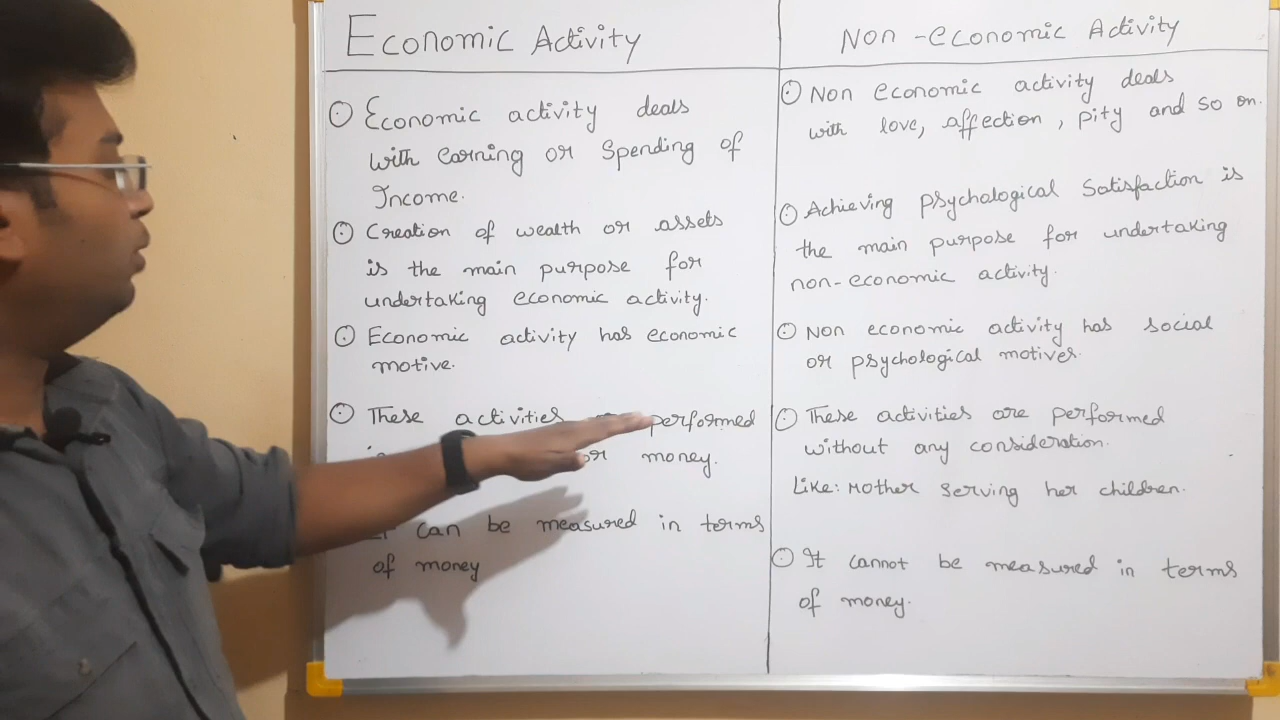 Economic Activity
Economic activity deals
with earning or Spending of
Income.
Creation of wealth or assets
is the main purpose for
undertaking economic activity.
Economic activity has economic
motive.
These activities performed
or money.
It can be measured in terms
of money
Non-economic Activity
Non economic activity deals
with love, affection, pity and so on.
Achieving psychological Satisfaction is
the main purpose for undertaking
non-economic activity.
Non economic activity has social
or psychological motives.
These activities are performed
without any consideration.
Like: Mother Serving her children.
It cannot be measured in terms
of money.